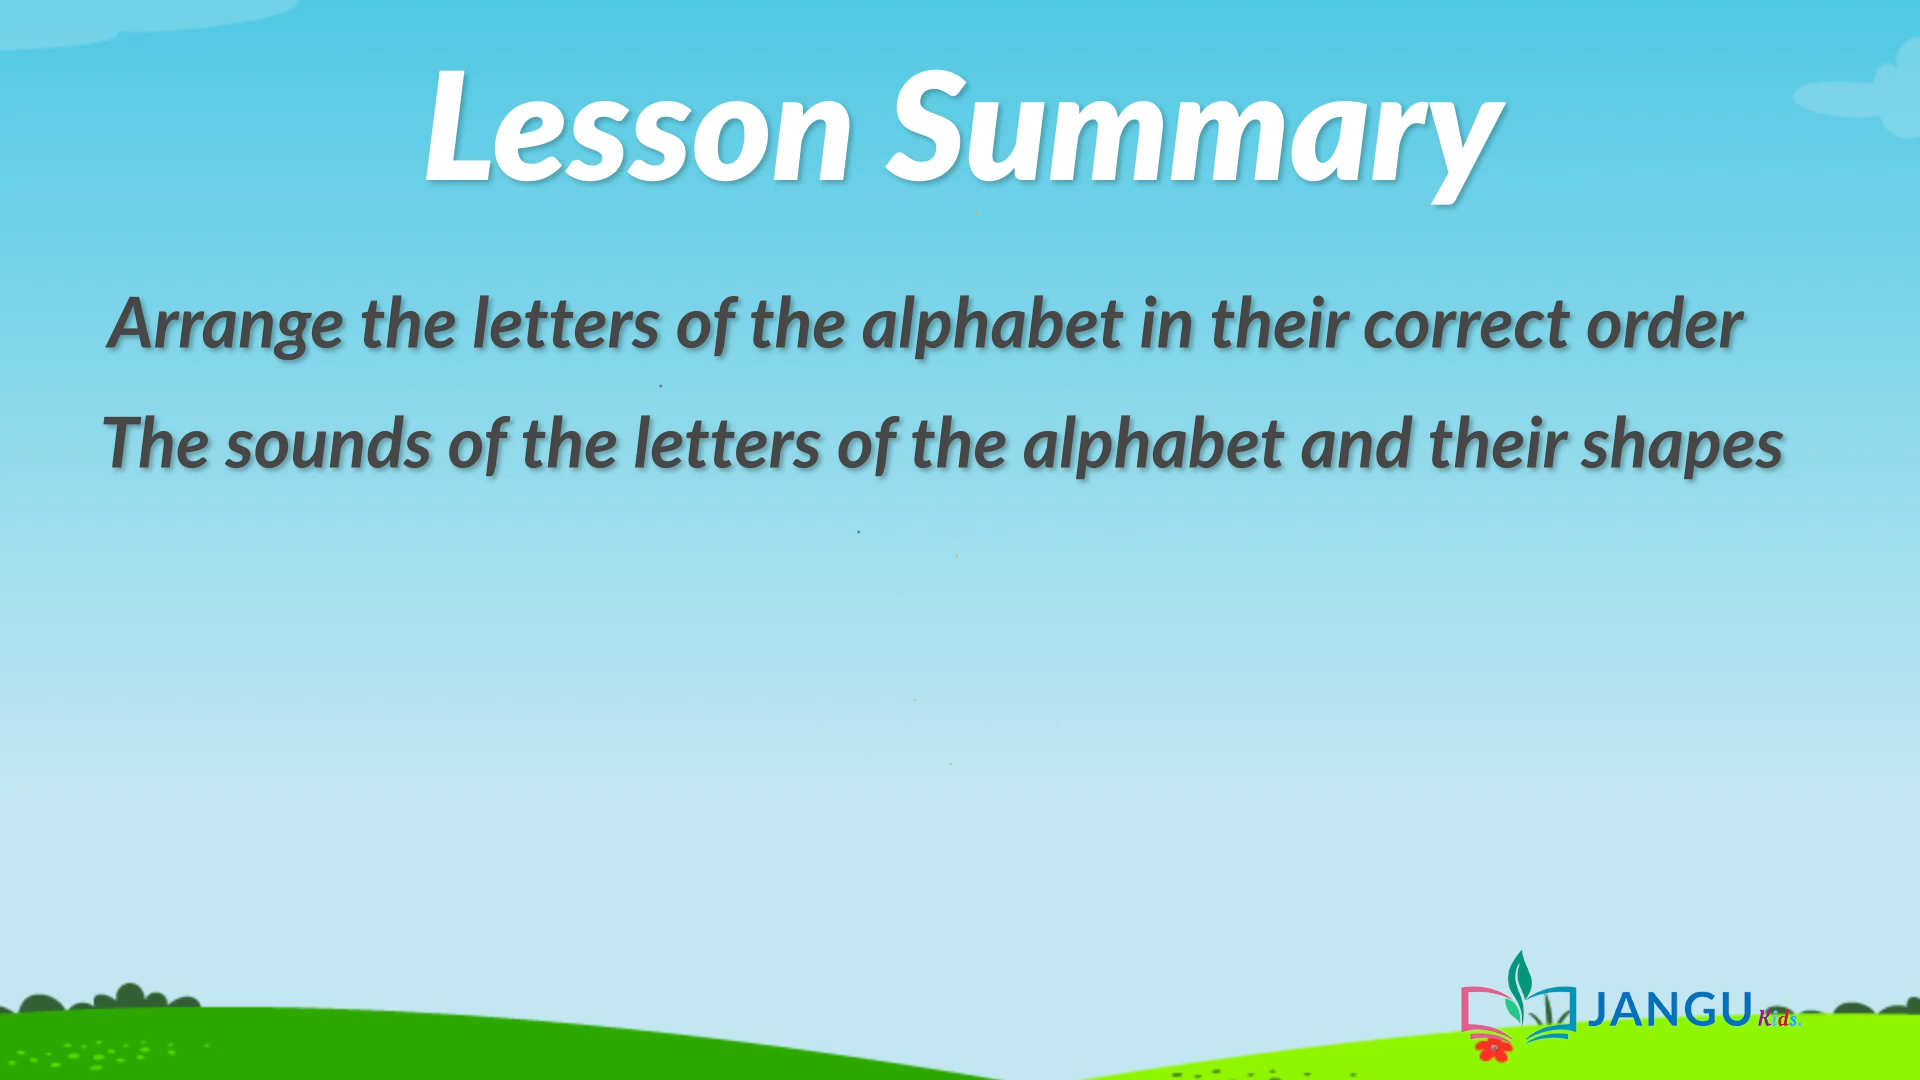 Lesson Summary
Arrange the letters of the alphabet in their correct order
The sounds of the letters of the alphabet and their shapes
JANGU Kids.